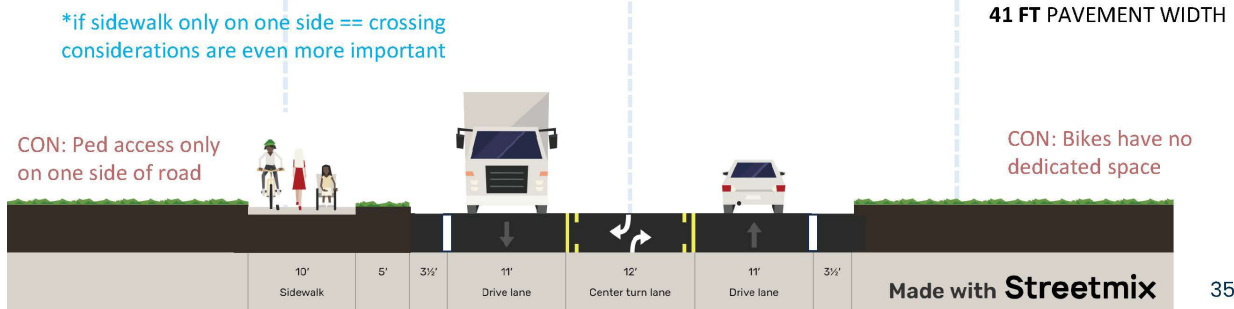 *if sidewalk only on one side == crossing
considerations are even more important
41 FT PAVEMENT WIDTH
CON: Ped access only
on one side of road
CON: Bikes have no
dedicated space
10' 5' 3½' 11' 12' 11' 3½'
Sidewalk Drive lane Center turn lane Drive lane
Made with Streetmix
35